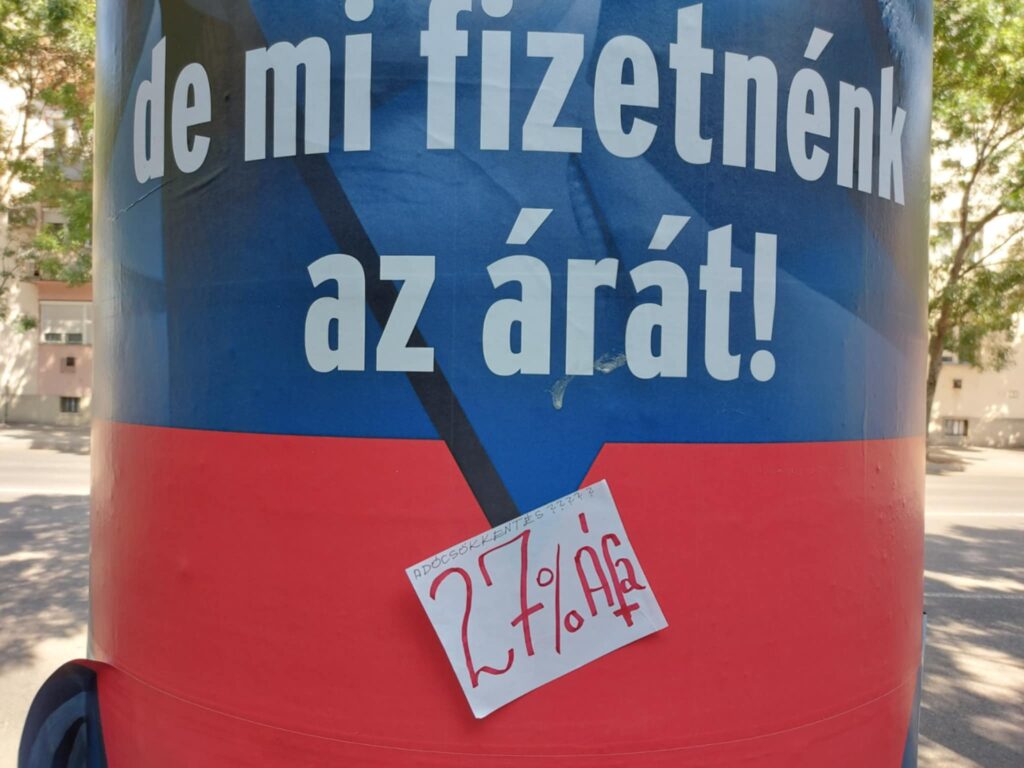 de mi fizetnénk
az árát!
ADÓCSÖKKENTÉS ?????
27% Áfa